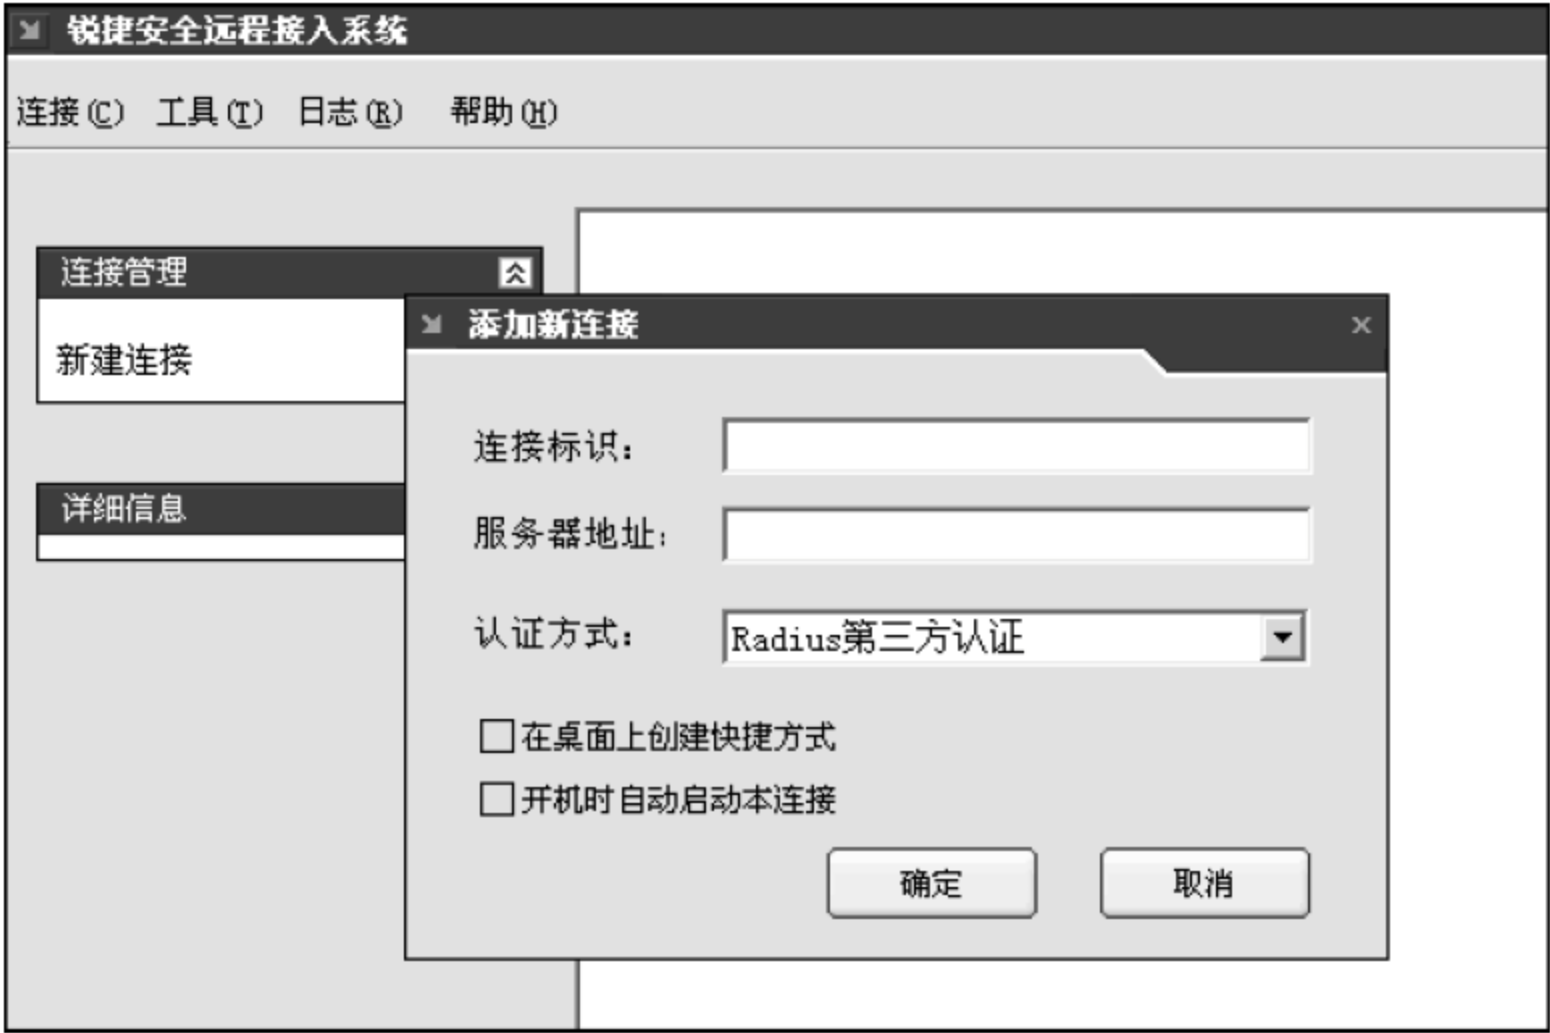 锐捷安全远程接入系统
连接(C) 工具(T) 日志(R) 帮助(H)
连接管理
新建连接
详细信息
添加新连接
连接标识：
服务器地址：
认证方式： Radius第三方认证
在桌面上创建快捷方式
开机时自动启动本连接
确定 取消